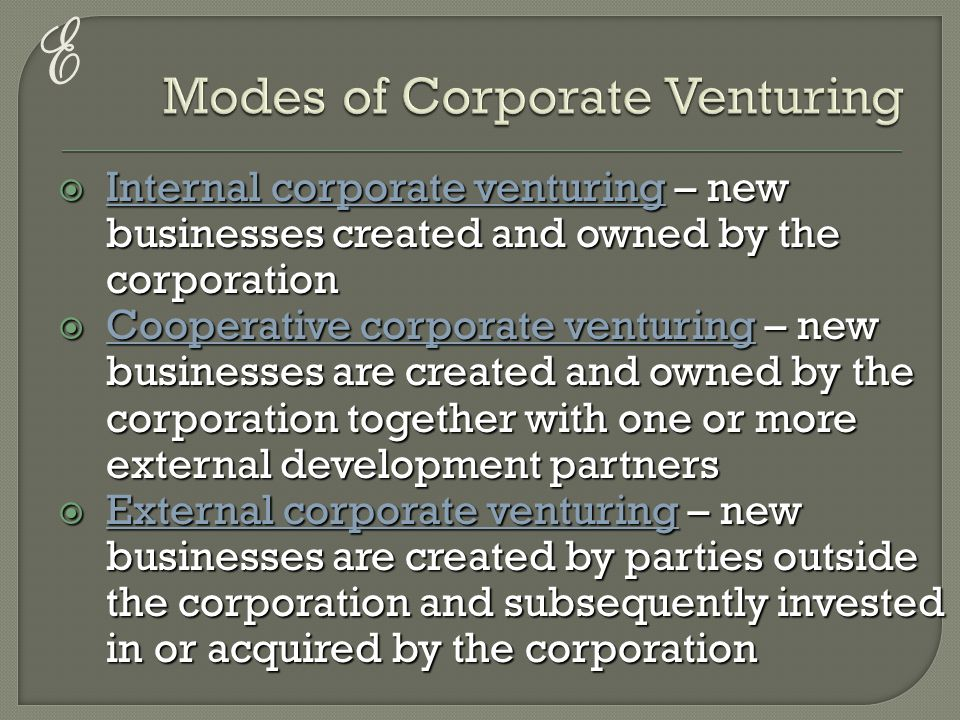 E
Modes of Corporate Venturing
Internal corporate venturing – new
businesses created and owned by the
corporation
Cooperative corporate venturing – new
businesses are created and owned by the
corporation together with one or more
external development partners
External corporate venturing – new
businesses are created by parties outside
the corporation and subsequently invested
in or acquired by the corporation